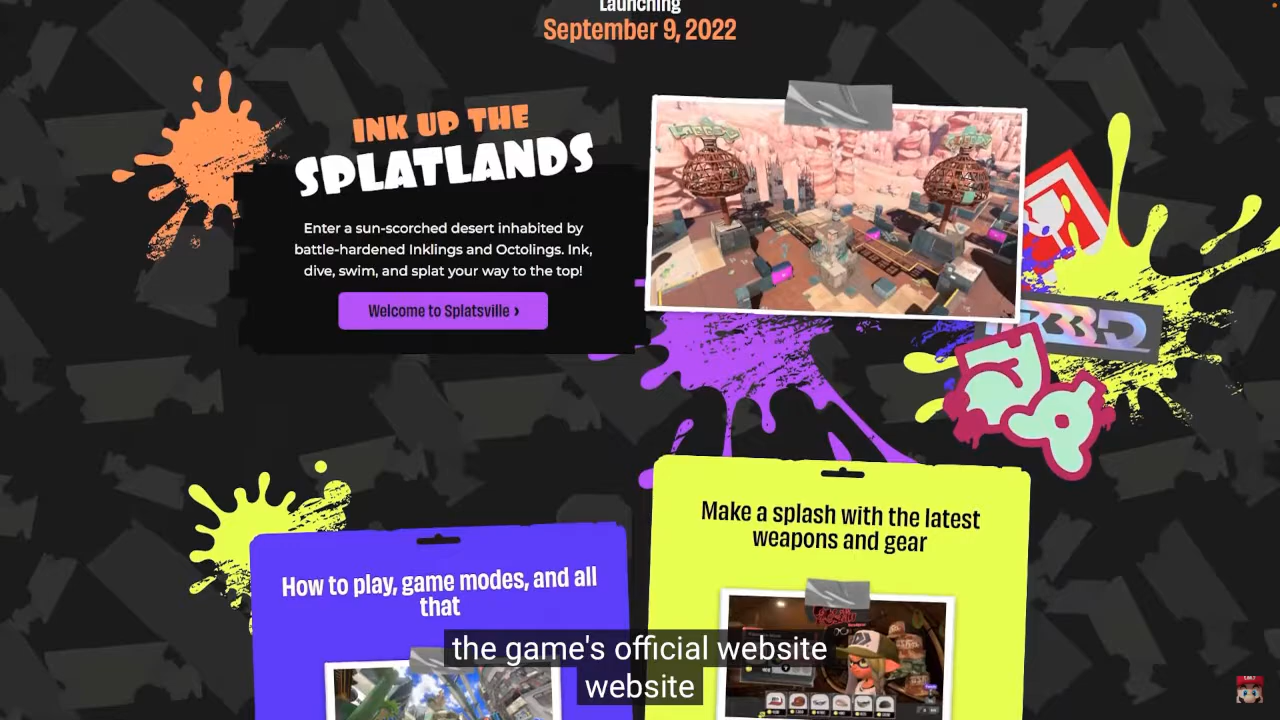 Launching
September 9, 2022
INK UP THE
SPLATLANDS
Enter a sun-scorched desert inhabited by
battle-hardened Inklings and Octolings. Ink,
dive, swim, and splat your way to the top!
Welcome to Splatsville ›
Make a splash with the latest
weapons and gear
How to play, game modes, and all
that
the game's official website
website